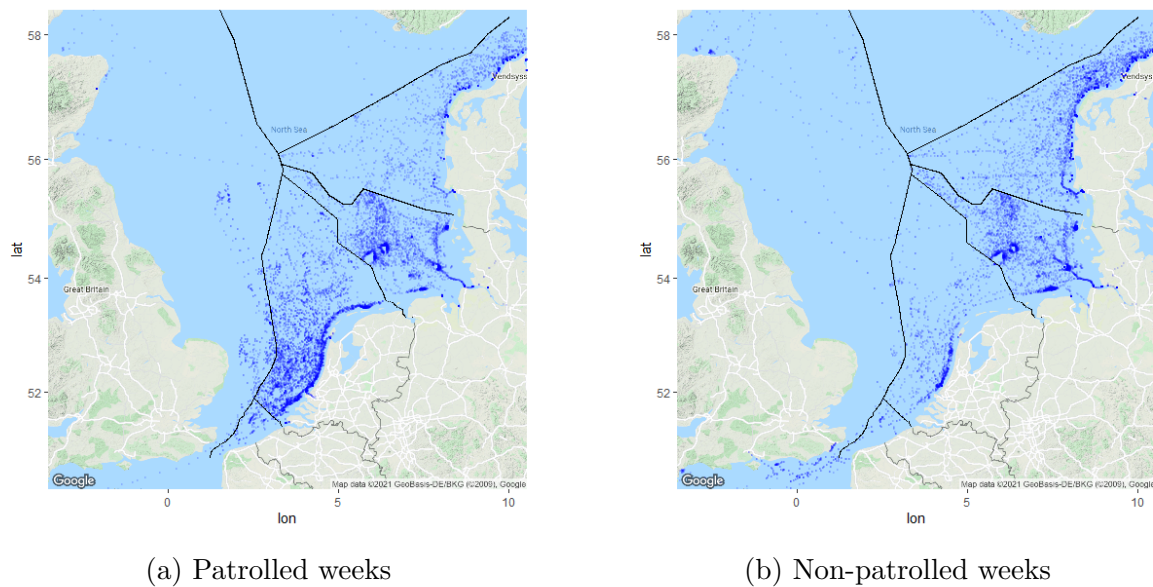 58
56
54
52
lat
North Sea
Vendsyss
Great Britain
Google
Map data ©2021 GeoBasis-DE/BKG (©2009), Google
0
5
10
lon
(a) Patrolled weeks
58
56
54
52
lat
North Sea
Vendsyss
Great Britain
Google
Map data ©2021 GeoBasis-DE/BKG (©2009), Google
0
5
10
lon
(b) Non-patrolled weeks